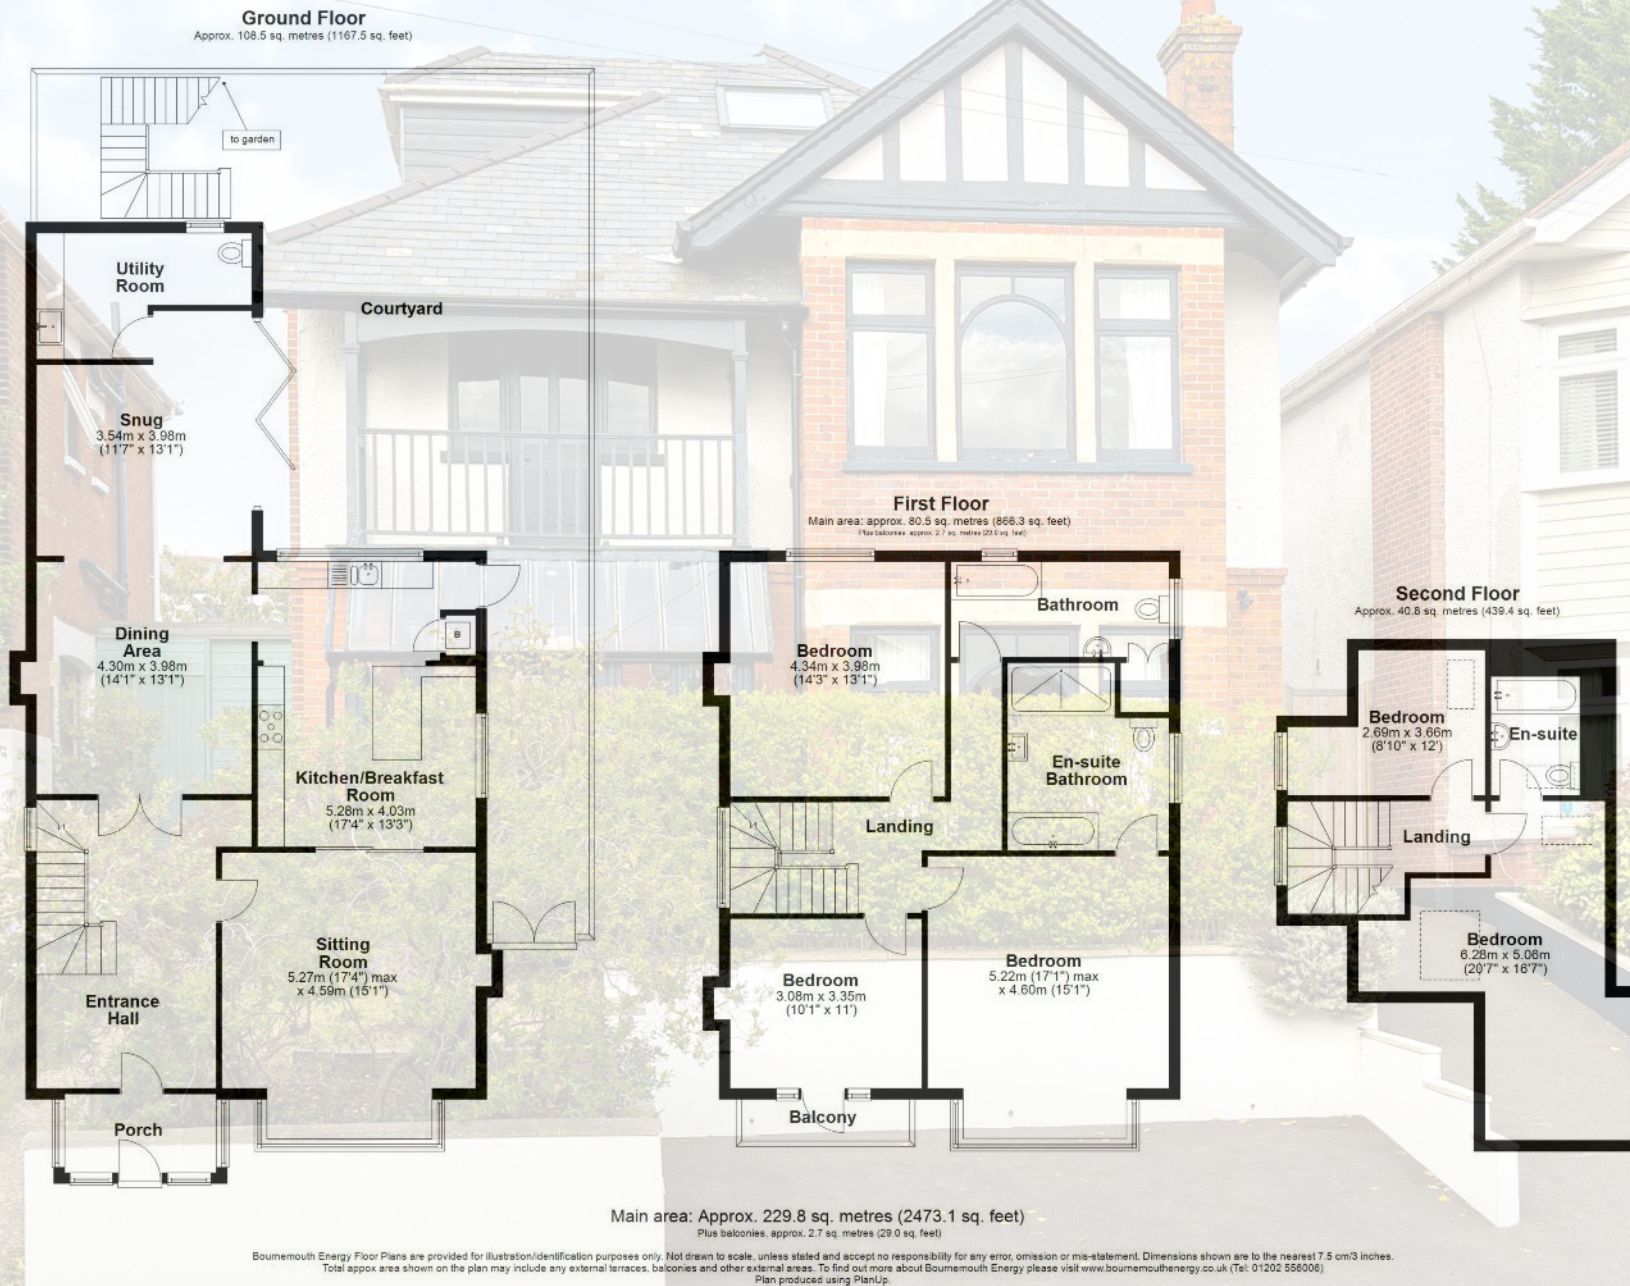 Ground Floor
Approx. 108.5 sq. metres (1167.5 sq. feet)
to garden
Utility
Room
Courtyard
Snug
3.54m x 3.98m
(11'7" x 13'1")
Dining
Area
4.30m x 3.98m
(14'1" x 13'1")
B
Kitchen/Breakfast
Room
5.28m x 4.03m
(17'4" x 13'3")
Sitting
Room
5.27m (17'4") max
x 4.59m (15'1")
Entrance
Hall
Porch
First Floor
Main area: approx. 80.5 sq. metres (866.3 sq. feet)
Plus balconies, approx. 2.7 sq. metres (29.0 sq. feet)
Bedroom
4.34m x 3.98m
(14'3" x 13'1")
Bathroom
En-suite
Bathroom
Landing
Bedroom
3.08m x 3.35m
(10'1" x 11')
Bedroom
5.22m (17'1") max
x 4.60m (15'1")
Balcony
Second Floor
Approx. 40.8 sq. metres (439.4 sq. feet)
Bedroom
2.69m x 3.66m
(8'10" x 12')
En-suite
Landing
Bedroom
6.28m x 5.06m
(20'7" x 16'7")
Main area: Approx. 229.8 sq. metres (2473.1 sq. feet)
Plus balconies, approx. 2.7 sq. metres (29.0 sq. feet)
Bournemouth Energy Floor Plans are provided for illustration/identification purposes only. Not drawn to scale, unless stated and accept no responsibility for any error, omission or mis-statement. Dimensions shown are to the nearest 7.5 cm/3 inches.
Total approx area shown on the plan may include any external terraces, balconies and other external areas. To find out more about Bournemouth Energy please visit www.bournemouthenergy.co.uk (Tel: 01202 556006)
Plan produced using PlanUp.